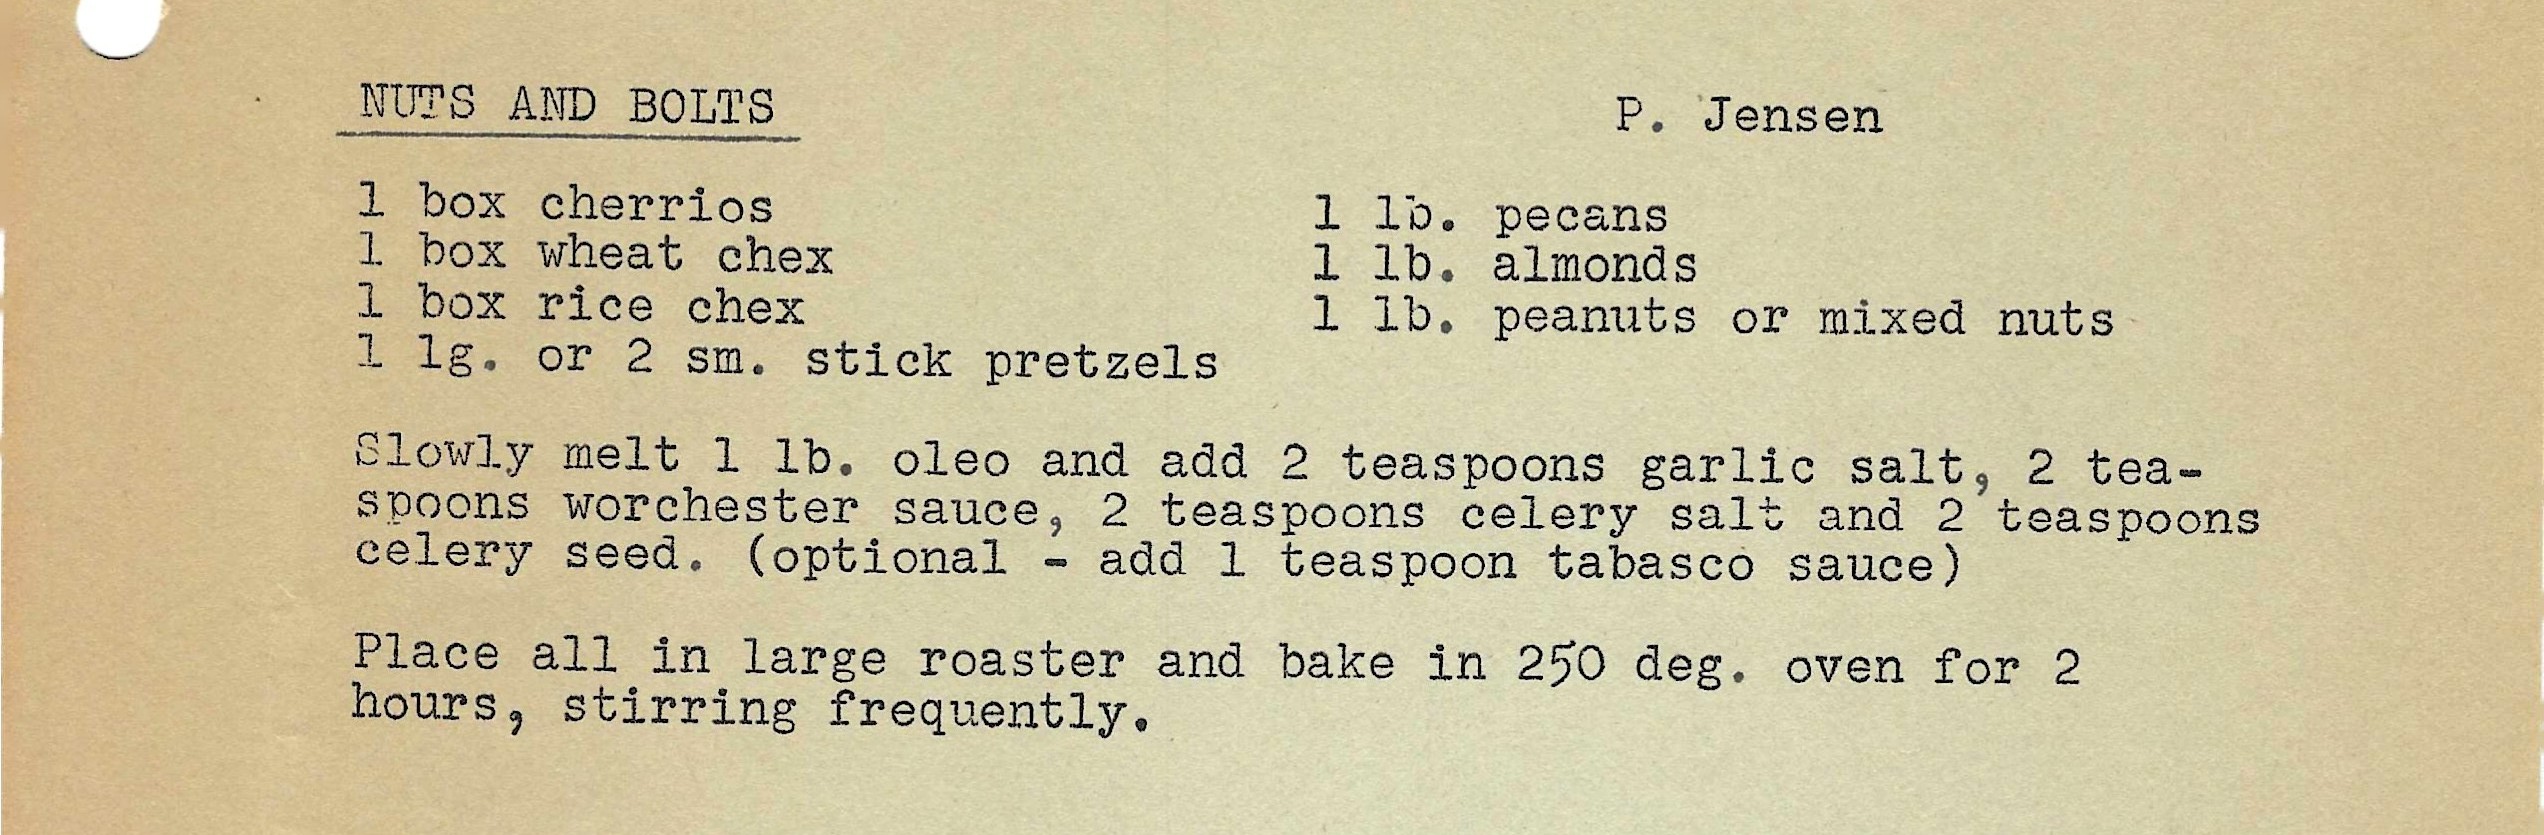 NUTS AND BOLTS
P. Jensen
1 box cherrios
1 box wheat chex
1 box rice chex
1 lg. or 2 sm. stick pretzels
1 lb. pecans
1 lb. almonds
1 lb. peanuts or mixed nuts
Slowly melt 1 lb. oleo and add 2 teaspoons garlic salt, 2 tea-
spoons worchester sauce, 2 teaspoons celery salt and 2 teaspoons
celery seed. (optional - add 1 teaspoon tabasco sauce)
Place all in large roaster and bake in 250 deg. oven for 2
hours, stirring frequently.